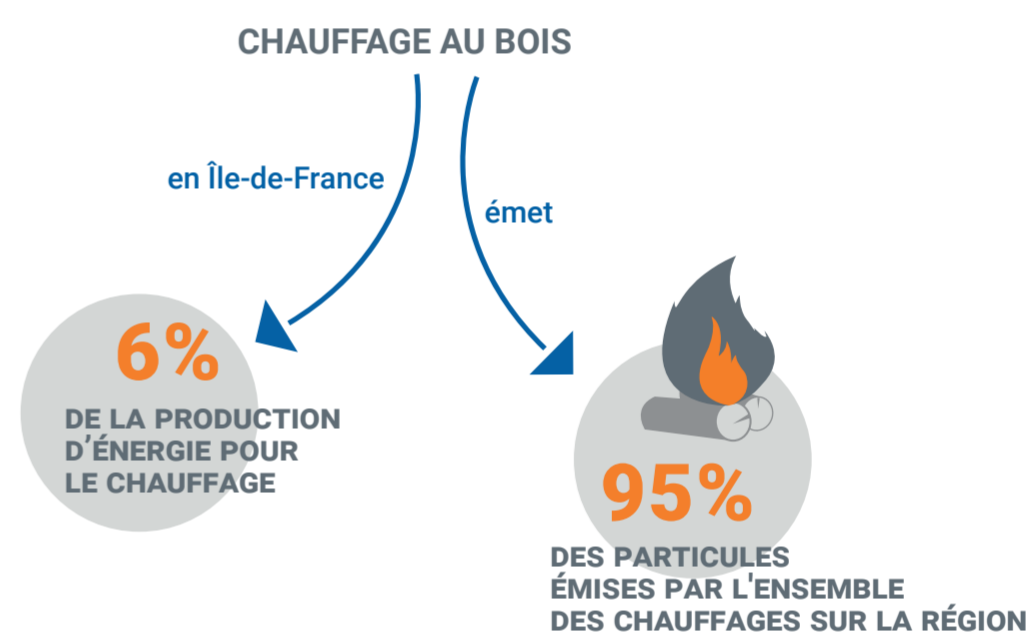 CHAUFFAGE AU BOIS
en Île-de-France
émet
6%
DE LA PRODUCTION
D'ÉNERGIE POUR
LE CHAUFFAGE
95%
DES PARTICULES
ÉMISES PAR L'ENSEMBLE
DES CHAUFFAGES SUR LA RÉGION